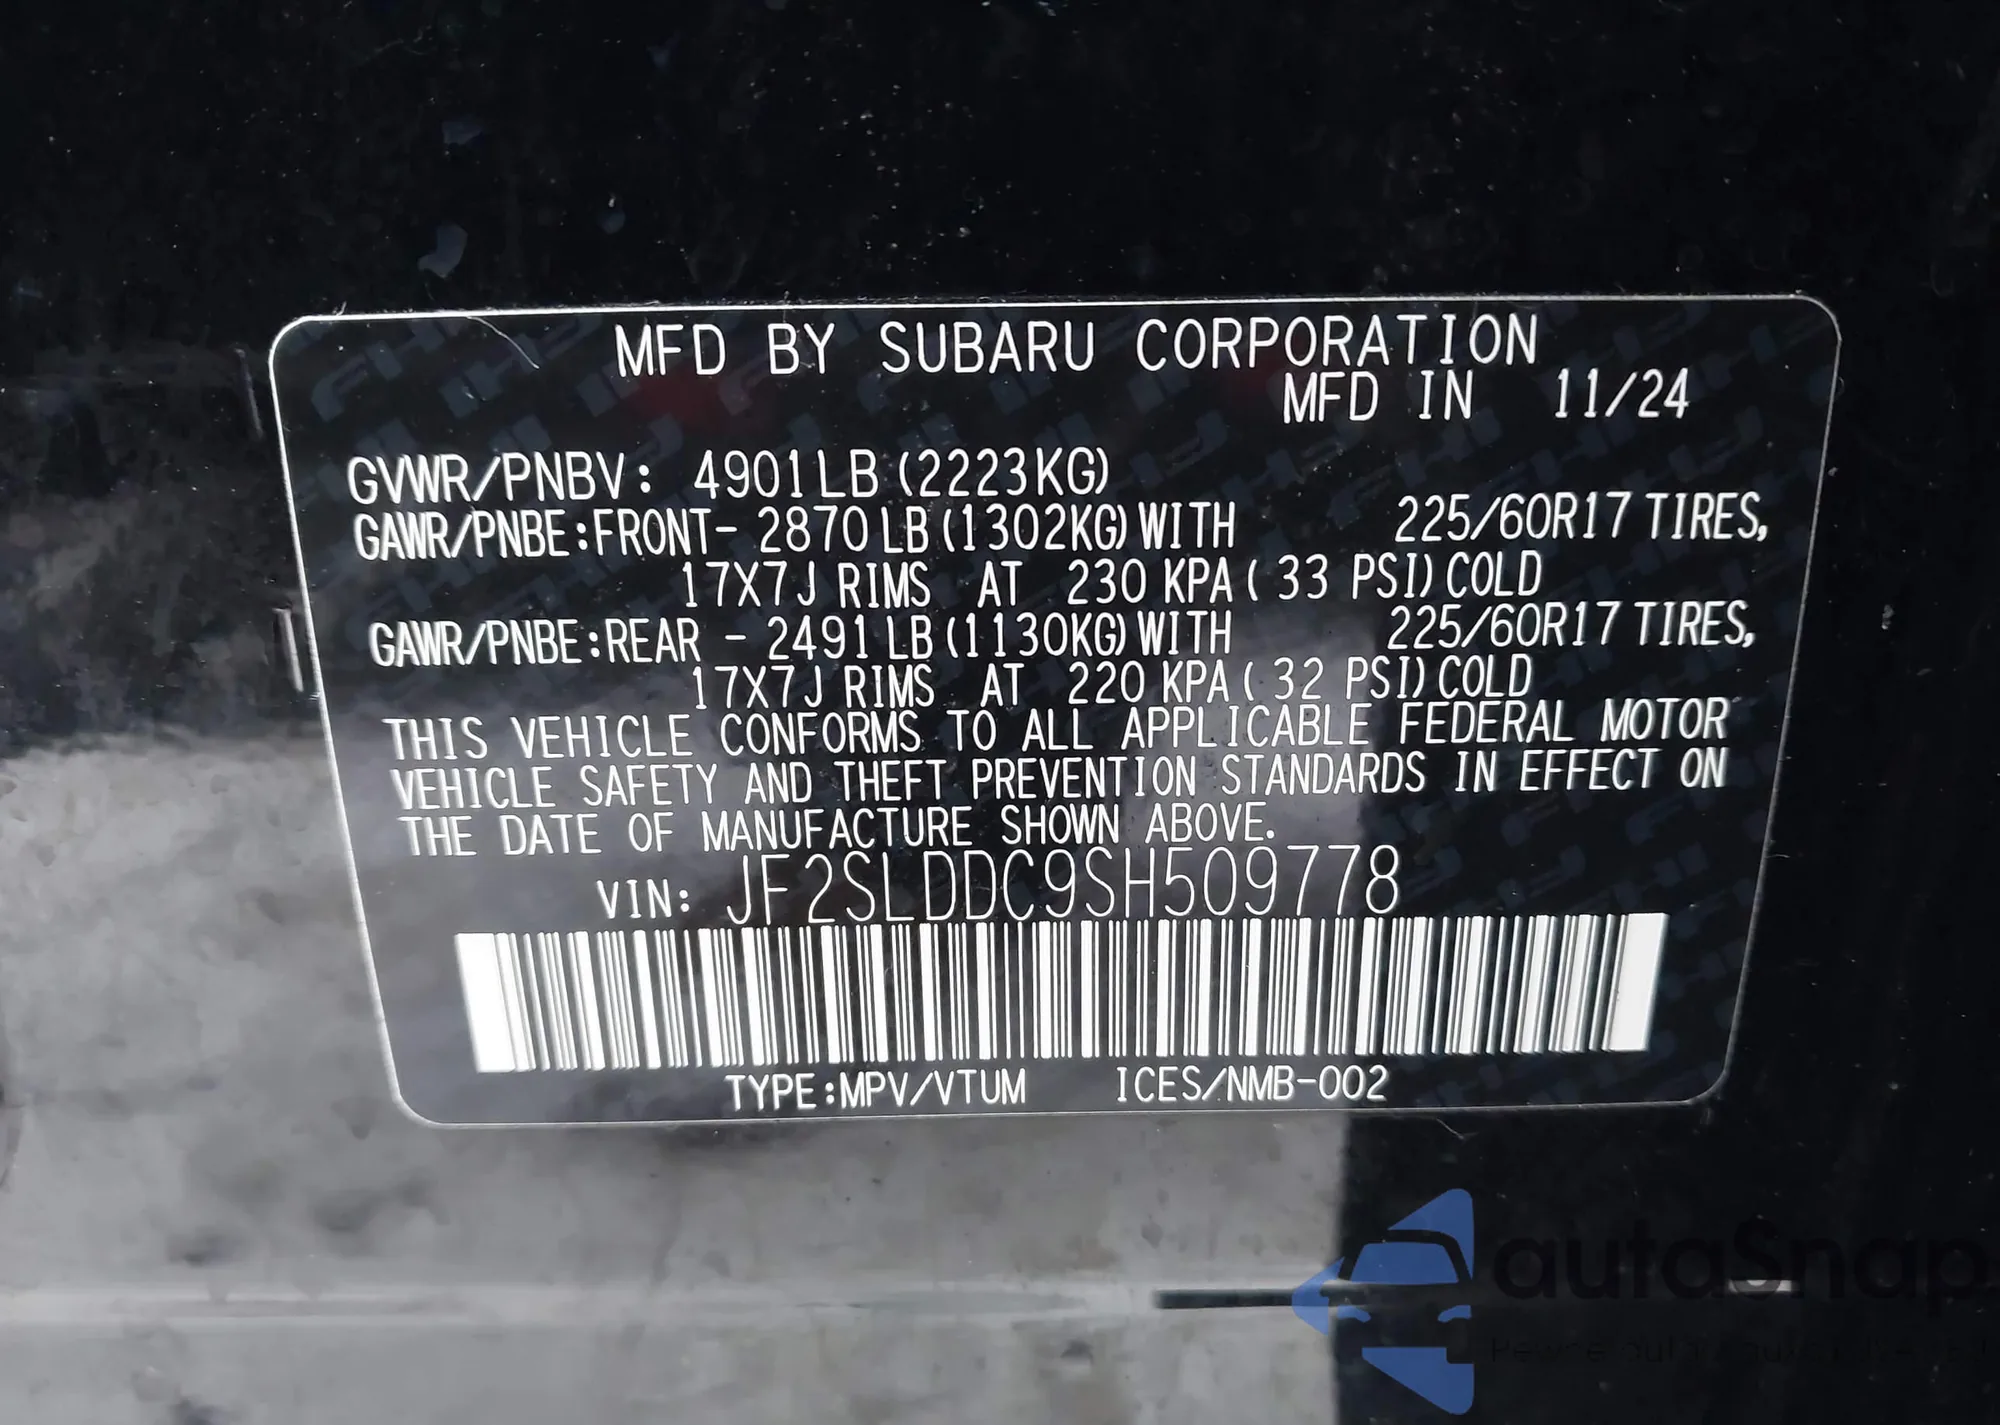 MFD BY SUBARU CORPORATION
MFD IN 11/24
GVWR/PNBV: 4901LB (2223KG)
GAWR/PNBE:FRONT- 2870 LB (1302KG) WITH 225/60R17 TIRES,
17X7J RIMS AT 230 KPA ( 33 PSI) COLD
GAWR/PNBE:REAR - 2491 LB (1130KG) WITH 225/60R17 TIRES,
17X7J RIMS AT 220 KPA ( 32 PSI) COLD
THIS VEHICLE CONFORMS TO ALL APPLICABLE FEDERAL MOTOR
VEHICLE SAFETY AND THEFT PREVENTION STANDARDS IN EFFECT ON
THE DATE OF MANUFACTURE SHOWN ABOVE.
VIN: JF2SLDDC9SH509778
TYPE:MPV/VTUM ICES/NMB-002
autaSnap